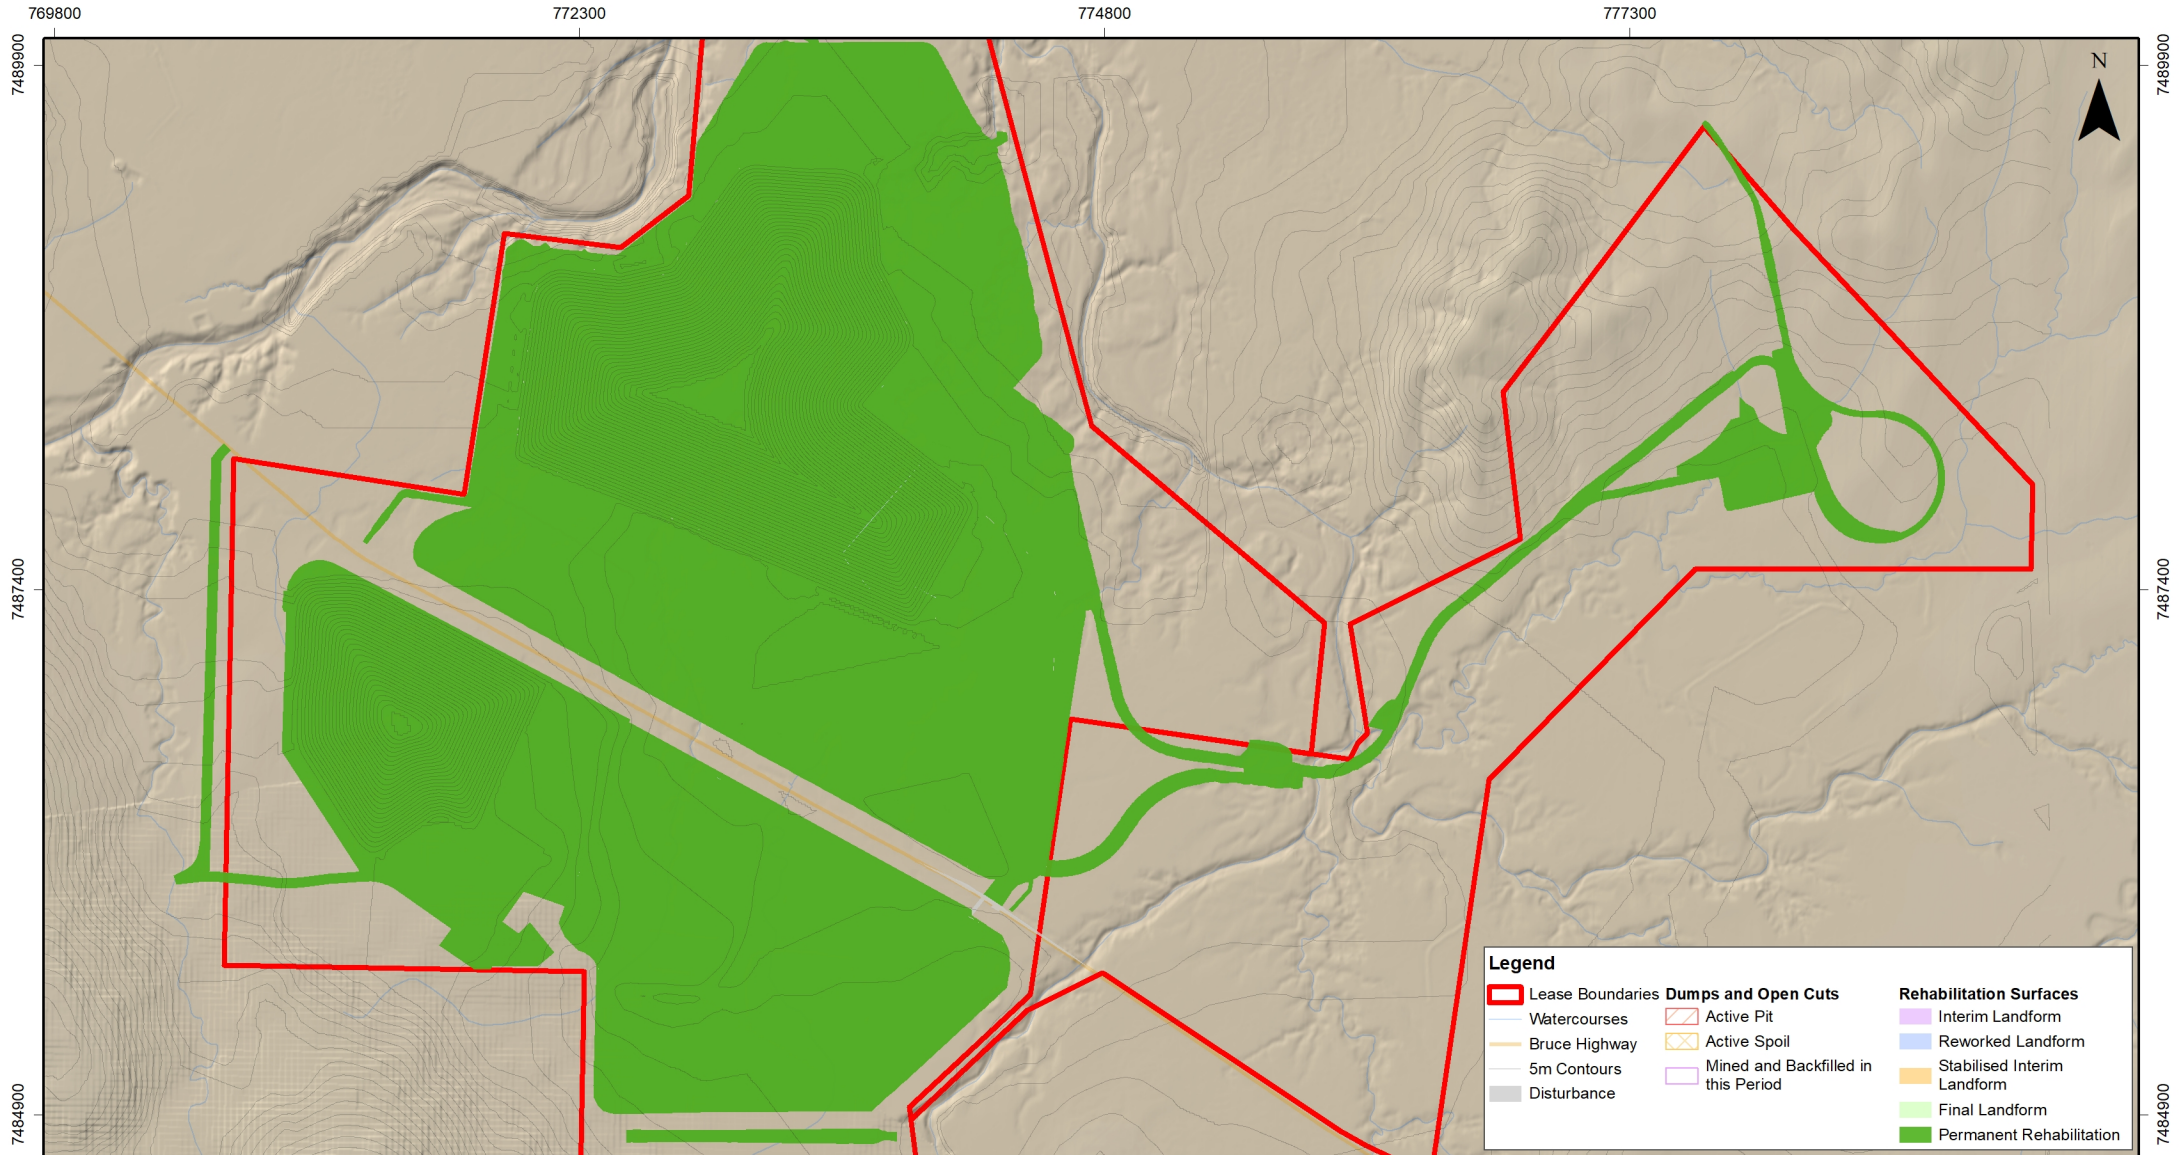 769800 772300 774800 777300
7489900 7489900
N
7487400 7487400
7484900 7484900
Legend
Lease Boundaries
Watercourses
Bruce Highway
5m Contours
Disturbance
Dumps and Open Cuts
Active Pit
Active Spoil
Mined and Backfilled in
this Period
Rehabilitation Surfaces
Interim Landform
Reworked Landform
Stabilised Interim
Landform
Final Landform
Permanent Rehabilitation